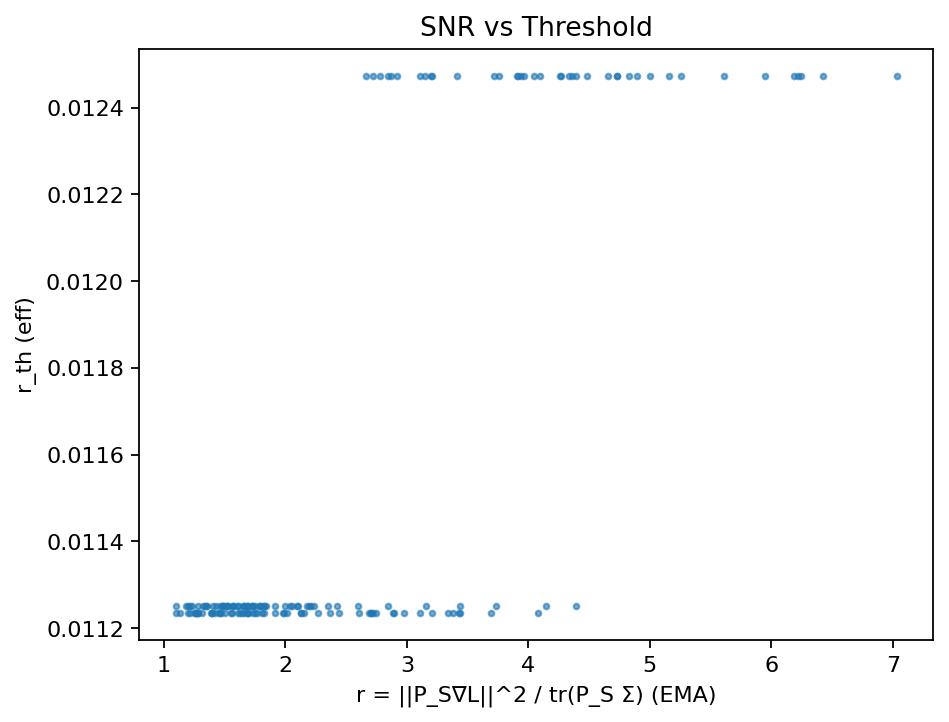 SNR vs Threshold
0.0124
0.0122
0.0120
0.0118
0.0116
0.0114
0.0112
r_th (eff)
1 2 3 4 5 6 7
r = ||P_S∇L||^2 / tr(P_S Σ) (EMA)